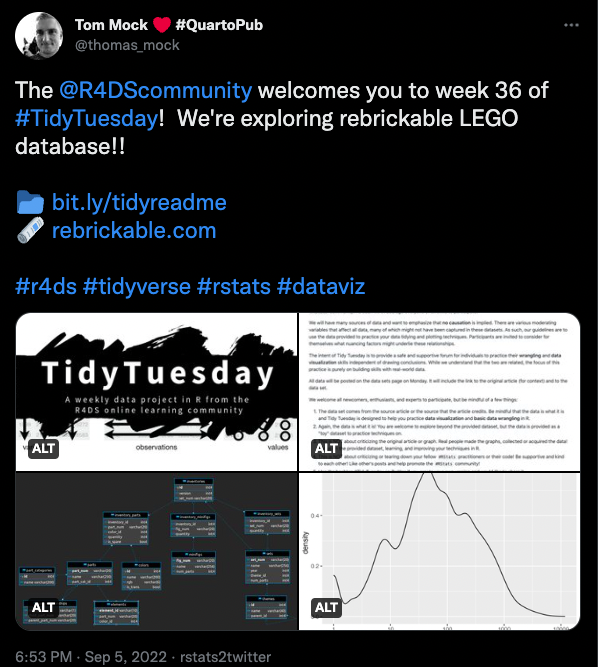 Tom Mock ❤️ #QuartoPub
@thomas_mock
The @R4DScommunity welcomes you to week 36 of
#TidyTuesday! We're exploring rebrickable LEGO
database!!
bit.ly/tidyreadme
rebrickable.com
#r4ds #tidyverse #rstats #dataviz
TidyTuesday
A weekly data project in R from the
R4DS online learning community
observations
values
ALT
We will have many sources of data and want to emphasize that no causation is implied. There are various moderating
variables that affect all data, many of which might not have been captured in these datasets. As such, our guidelines are to
use the data provided to practice your data tidying and plotting techniques. Participants are invited to consider for
themselves what nuancing factors might underlie these relationships.
The intent of Tidy Tuesday is to provide a safe and supportive forum for individuals to practice their wrangling and data
visualization skills independent of drawing conclusions. While we understand that the two are related, the focus of this
practice is purely on building skills with real-world data.
All data will be posted on the data sets page on Monday. It will include the link to the original article (for context) and to the
data set.
We welcome all newcomers, enthusiasts, and experts to participate, but be mindful of a few things:
1. The data set comes from the source article or the source that the article credits. Be mindful that the data is what it is
and Tidy Tuesday is designed to help you practice data visualization and basic data wrangling in R.
2. Again, the data is what it is! You are welcome to explore beyond the provided dataset, but the data is provided as a
"toy" dataset to practice techniques on.
about criticizing the original article or graph. Real people made the graphs, collected or acquired the data!
provided dataset, learning, and improving your techniques in R.
about criticizing or tearing down your fellow #RStats practitioners or their code! Be supportive and kind
to each other! Like other's posts and help promote the #RStats community!
ALT
inventories
inventory_parts
inventory_minifigs
inventory_sets
part_categories
parts
colors
minifigs
sets
elements
themes
ALT
density
0.4
0.2
1
10
100
1000
10000
ALT
6:53 PM · Sep 5, 2022 · rstats2twitter